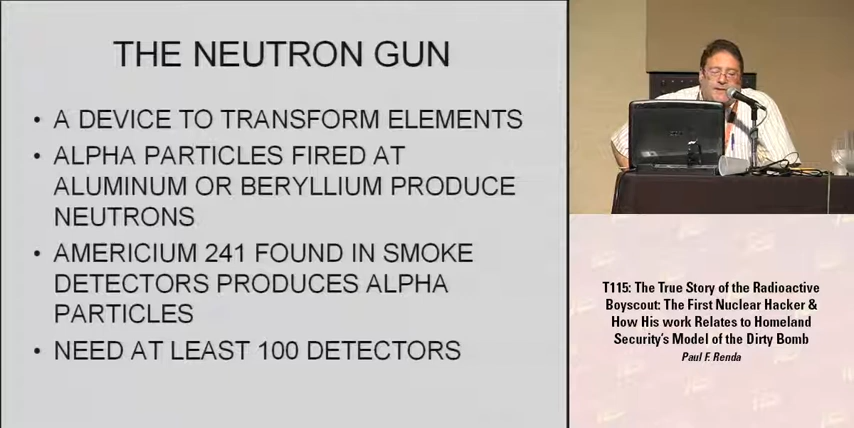 THE NEUTRON GUN
• A DEVICE TO TRANSFORM ELEMENTS
• ALPHA PARTICLES FIRED AT
ALUMINUM OR BERYLLIUM PRODUCE
NEUTRONS
• AMERICIUM 241 FOUND IN SMOKE
DETECTORS PRODUCES ALPHA
PARTICLES
• NEED AT LEAST 100 DETECTORS
T115: The True Story of the Radioactive
Boyscout: The First Nuclear Hacker &
How His work Relates to Homeland
Security's Model of the Dirty Bomb
Paul F. Renda